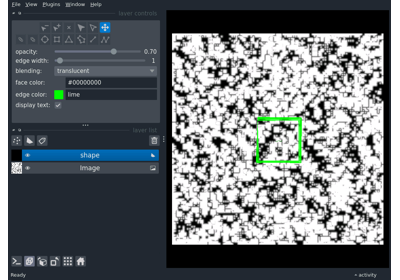 File View Plugins Window Help
layer controls
opacity: 0.70
edge width: 1
blending: translucent
face color: #00000000
edge color: lime
display text:
layer list
shape
Image
Ready activity